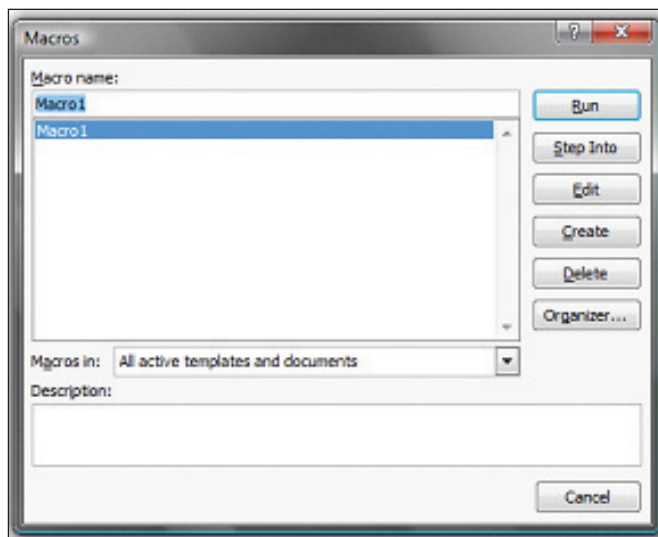 Macros
Macro name:
Macro1
Run
Macro1
Step Into
Edit
Create
Delete
Organizer...
Macros in: All active templates and documents
Description:
Cancel